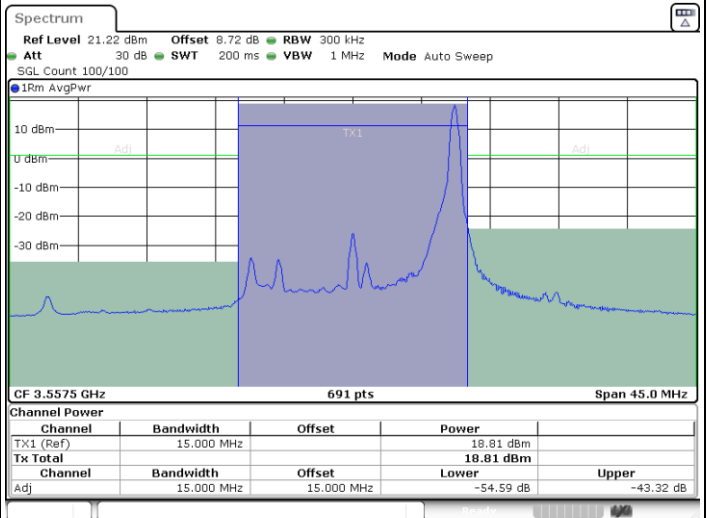 Spectrum
Ref Level 21.22 dBm Offset 8.72 dB RBW 300 kHz
Att 30 dB SWT 200 ms VBW 1 MHz Mode Auto Sweep
SGL Count 100/100
1Rm AvgPwr
10 dBm
TX1
Adj Adj
0 dBm
-10 dBm
-20 dBm
-30 dBm
CF 3.5575 GHz 691 pts Span 45.0 MHz
Channel Power
Channel Bandwidth Offset Power
TX1 (Ref) 15.000 MHz 18.81 dBm
Tx Total 18.81 dBm
Channel Bandwidth Offset Lower Upper
Adj 15.000 MHz 15.000 MHz -54.59 dB -43.32 dB
Ready